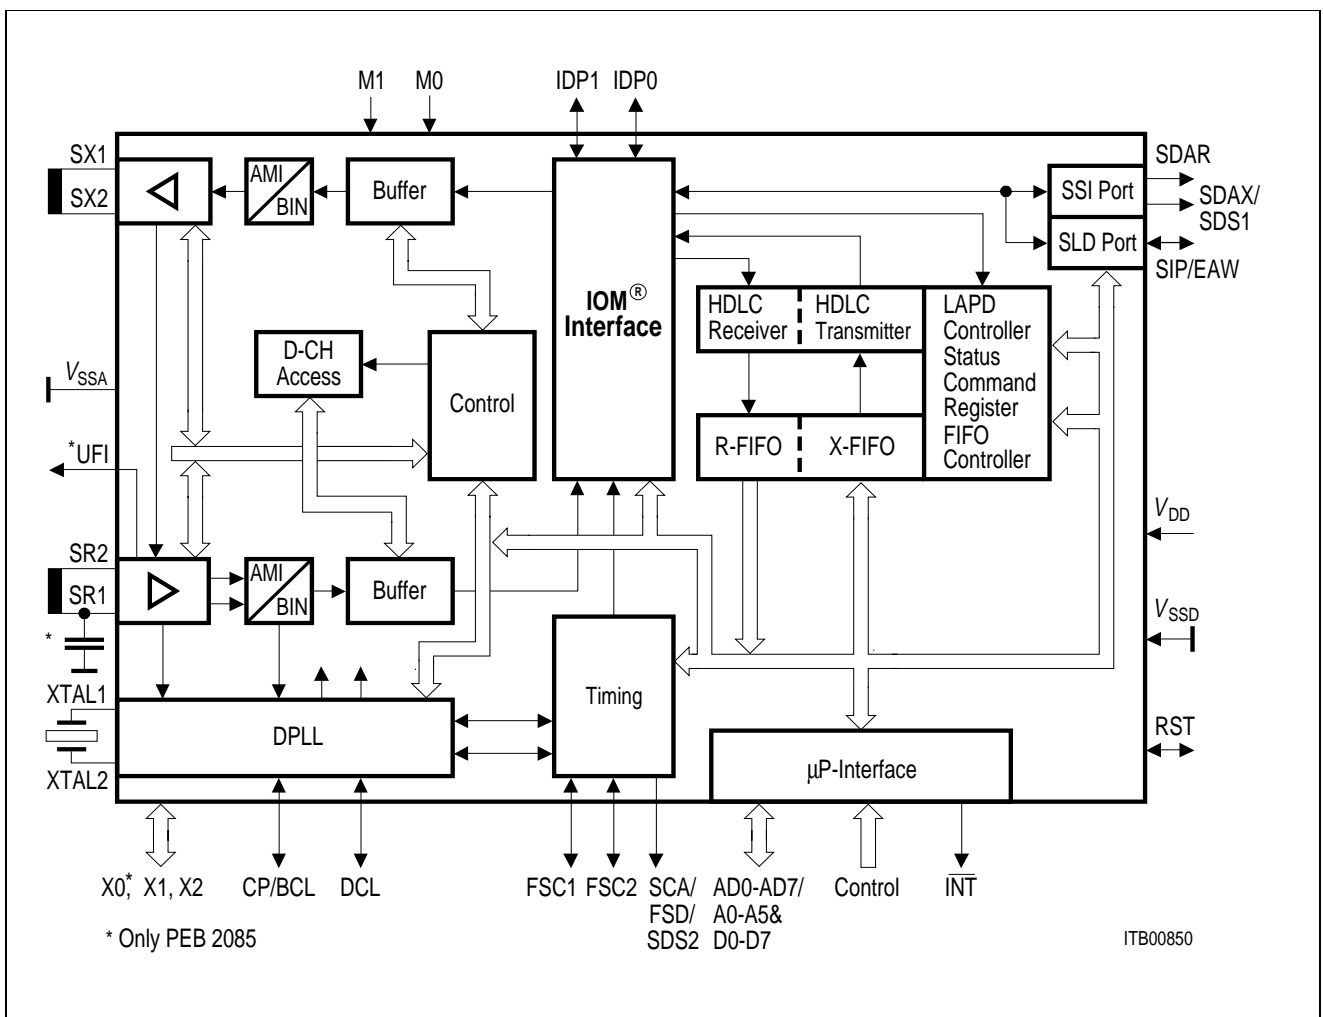 M1 M0 IDP1 IDP0
SX1
SX2
AMI
BIN
Buffer
SSI Port
SLD Port
SDAR
SDAX/
SDS1
SIP/EAW
IOM®
Interface
HDLC
Receiver
HDLC
Transmitter
LAPD
Controller
Status
Command
Register
FIFO
Controller
D-CH
Access
Control
R-FIFO
X-FIFO
VSSA
*UFI
SR2
SR1
*
AMI
BIN
Buffer
VDD
VSSD
XTAL1
XTAL2
DPLL
Timing
µP-Interface
RST
X0,* X1, X2
CP/BCL
DCL
FSC1
FSC2
SCA/
FSD/
SDS2
AD0-AD7/
A0-A5&
D0-D7
Control
INT
* Only PEB 2085
ITB00850